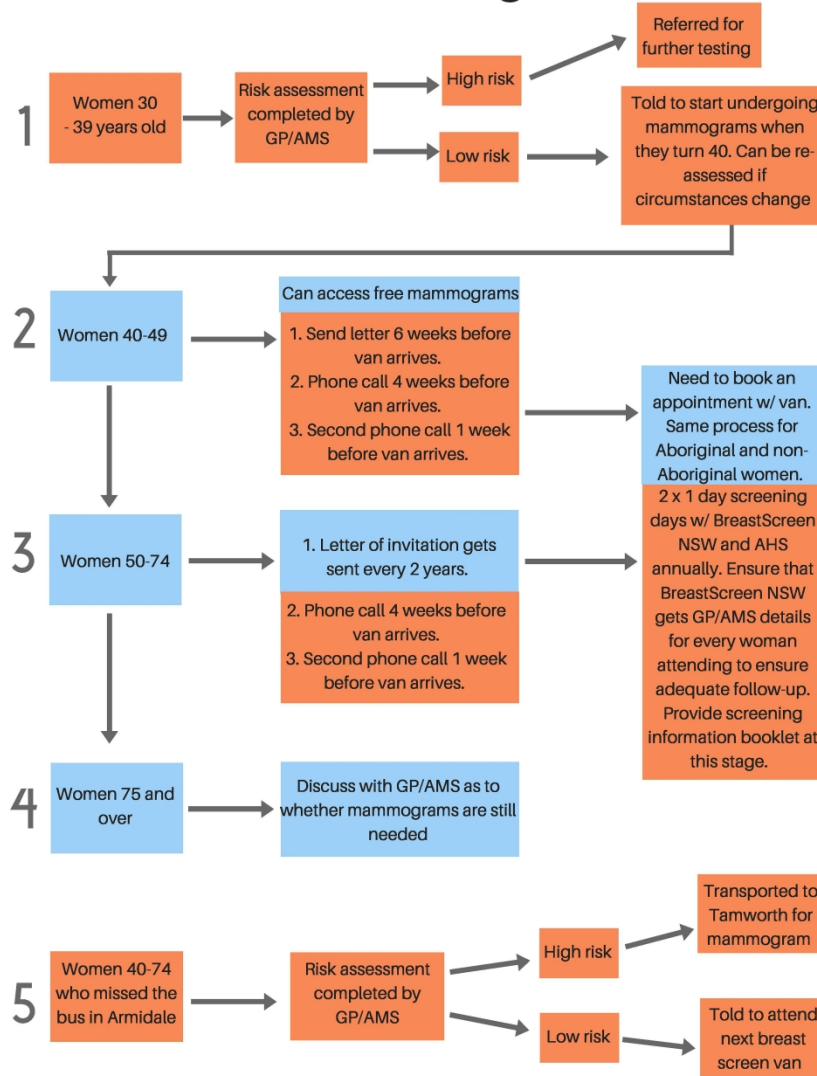 1
Women 30
- 39 years old
Risk assessment
completed by
GP/AMS
High risk
Low risk
Referred for
further testing
Told to start undergoing
mammograms when
they turn 40. Can be re-
assessed if
circumstances change
2
Women 40-49
Can access free mammograms
1. Send letter 6 weeks before
van arrives.
2. Phone call 4 weeks before
van arrives.
3. Second phone call 1 week
before van arrives.
Need to book an
appointment w/ van.
Same process for
Aboriginal and non-
Aboriginal women.
2 x 1 day screening
days w/ BreastScreen
NSW and AHS
annually. Ensure that
BreastScreen NSW
gets GP/AMS details
for every woman
attending to ensure
adequate follow-up.
Provide screening
information booklet at
this stage.
3
Women 50-74
1. Letter of invitation gets
sent every 2 years.
2. Phone call 4 weeks before
van arrives.
3. Second phone call 1 week
before van arrives.
4
Women 75 and
over
Discuss with GP/AMS as to
whether mammograms are still
needed
5
Women 40-74
who missed the
bus in Armidale
Risk assessment
completed by
GP/AMS
High risk
Low risk
Transported to
Tamworth for
mammogram
Told to attend
next breast
screen van